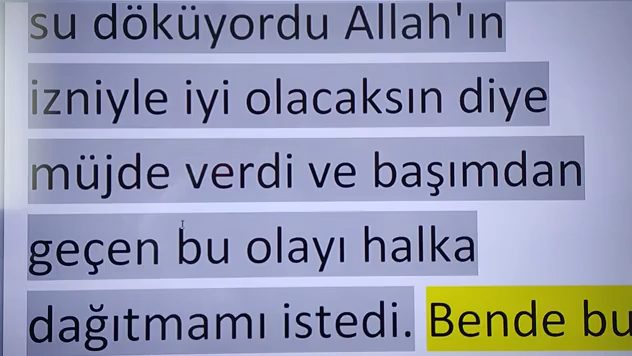 su döküyordu Allah'ın
izniyle iyi olacaksın diye
müjde verdi ve başımdan
geçen bu olayı halka
dağıtmamı istedi. Bende bu